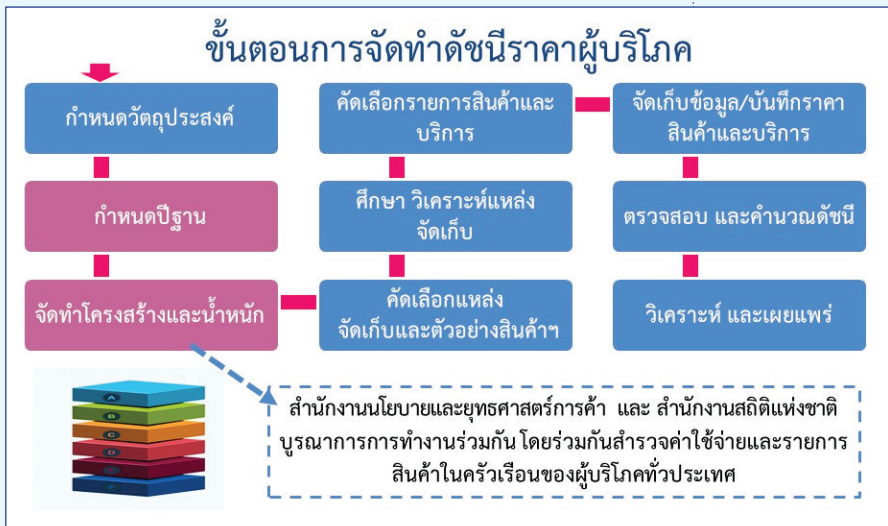 ขั้นตอนการจัดทำดัชนีราคาผู้บริโภค
กำหนดวัตถุประสงค์
กำหนดปีฐาน
จัดทำโครงสร้างและน้ำหนัก
คัดเลือกแหล่ง
จัดเก็บและตัวอย่างสินค้าฯ
ศึกษา วิเคราะห์แหล่ง
จัดเก็บ
คัดเลือกรายการสินค้าและ
บริการ
จัดเก็บข้อมูล/บันทึกราคา
สินค้าและบริการ
ตรวจสอบ และคำนวณดัชนี
วิเคราะห์ และเผยแพร่
A
B
C
D
F
สำนักงานนโยบายและยุทธศาสตร์การค้า และ สำนักงานสถิติแห่งชาติ
บูรณาการการทำงานร่วมกัน โดยร่วมกันสำรวจค่าใช้จ่ายและรายการ
สินค้าในครัวเรือนของผู้บริโภคทั่วประเทศ